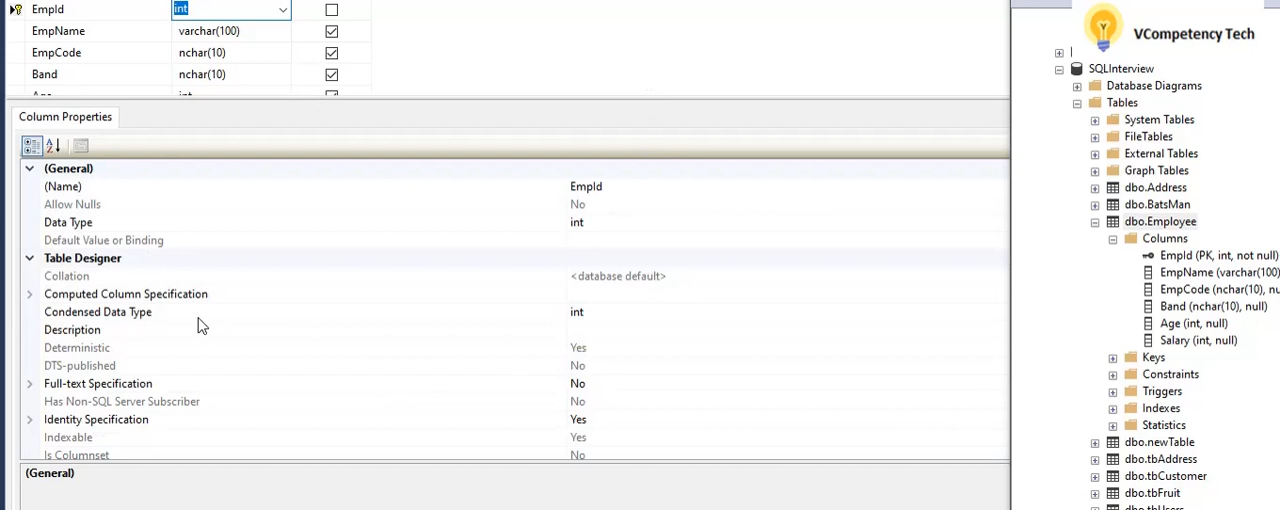 EmpId int
EmpName varchar(100)
EmpCode nchar(10)
Band nchar(10)
Age int
Column Properties
(General)
(Name) EmpId
Allow Nulls No
Data Type int
Default Value or Binding
Table Designer
Collation <database default>
Computed Column Specification
Condensed Data Type int
Description
Deterministic Yes
DTS-published No
Full-text Specification No
Has Non-SQL Server Subscriber No
Identity Specification Yes
Indexable Yes
Is Columnset No
(General)
VCompetency Tech
SQLInterview
Database Diagrams
Tables
System Tables
FileTables
External Tables
Graph Tables
dbo.Address
dbo.BatsMan
dbo.Employee
Columns
EmpId (PK, int, not null)
EmpName (varchar(100)
EmpCode (nchar(10), nu
Band (nchar(10), null)
Age (int, null)
Salary (int, null)
Keys
Constraints
Triggers
Indexes
Statistics
dbo.newTable
dbo.tbAddress
dbo.tbCustomer
dbo.tbFruit
dbo.tbUsers